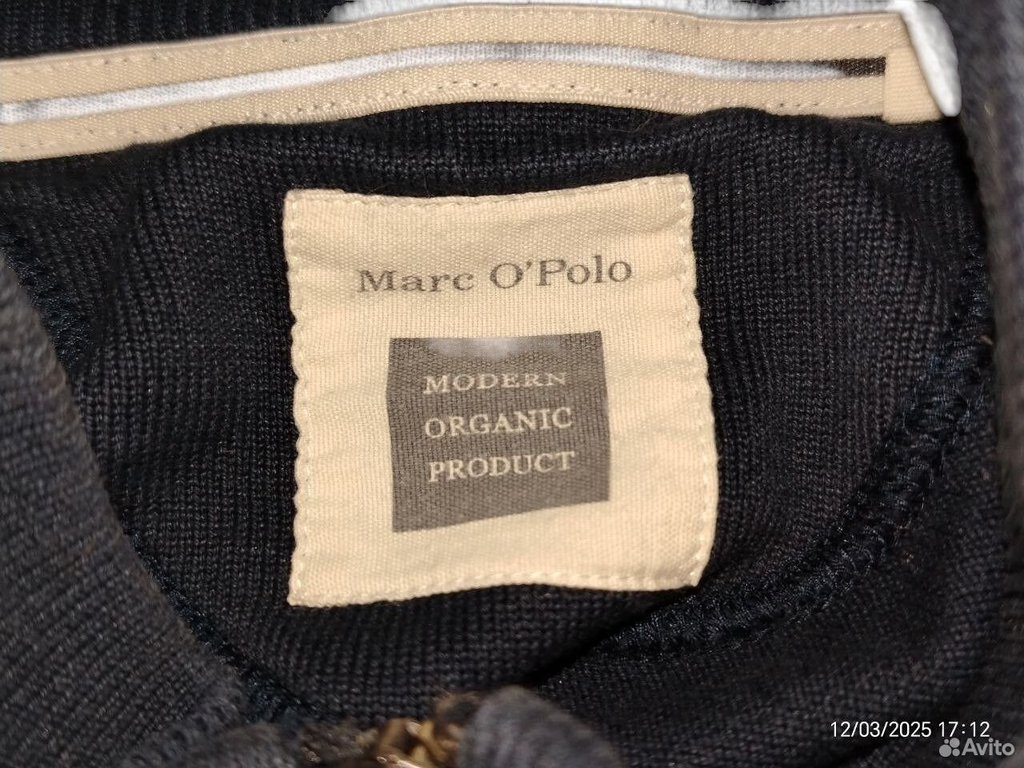 Marc O'Polo
MODERN
ORGANIC
PRODUCT
12/03/2025 17:12
Avito